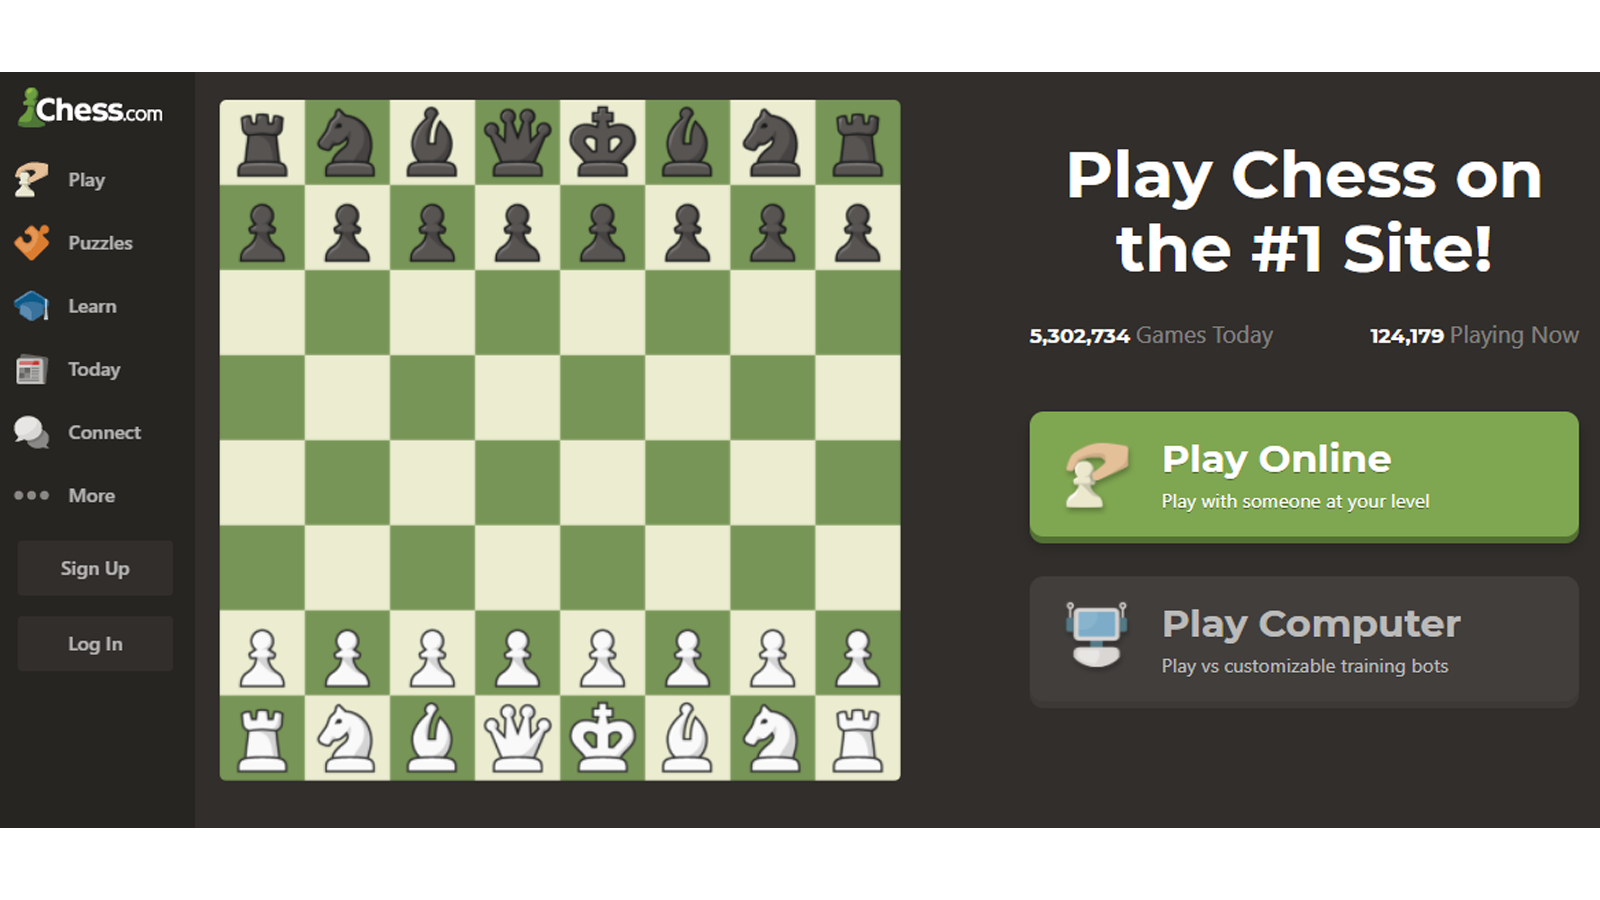 Chess.com
Play
Puzzles
Learn
Today
Connect
More
Sign Up
Log In
Play Chess on
the #1 Site!
5,302,734 Games Today
124,179 Playing Now
Play Online
Play with someone at your level
Play Computer
Play vs customizable training bots